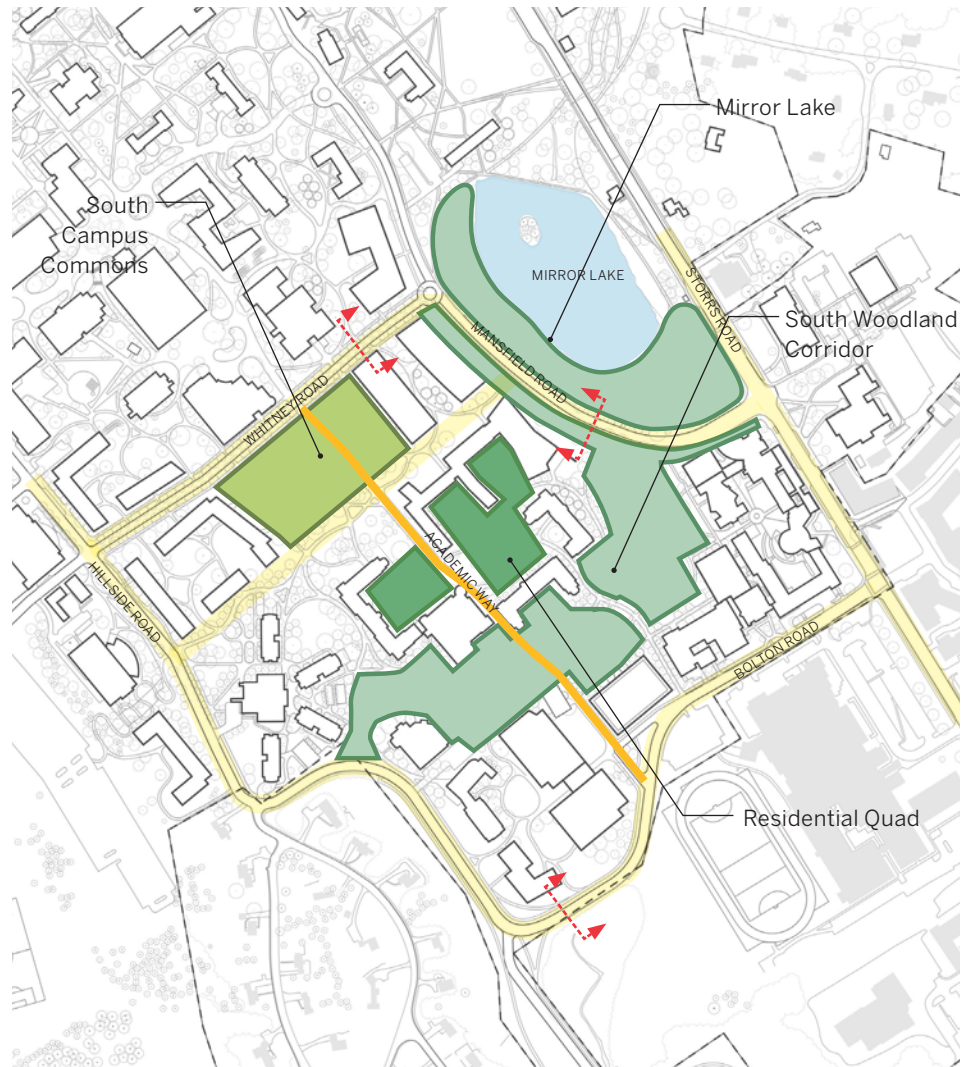 Mirror Lake
South
Campus
Commons
MIRROR LAKE
STORRS ROAD
South Woodland
Corridor
MANSFIELD ROAD
WHITNEY ROAD
ACADEMIC WAY
HILLSIDE ROAD
BOLTON ROAD
Residential Quad